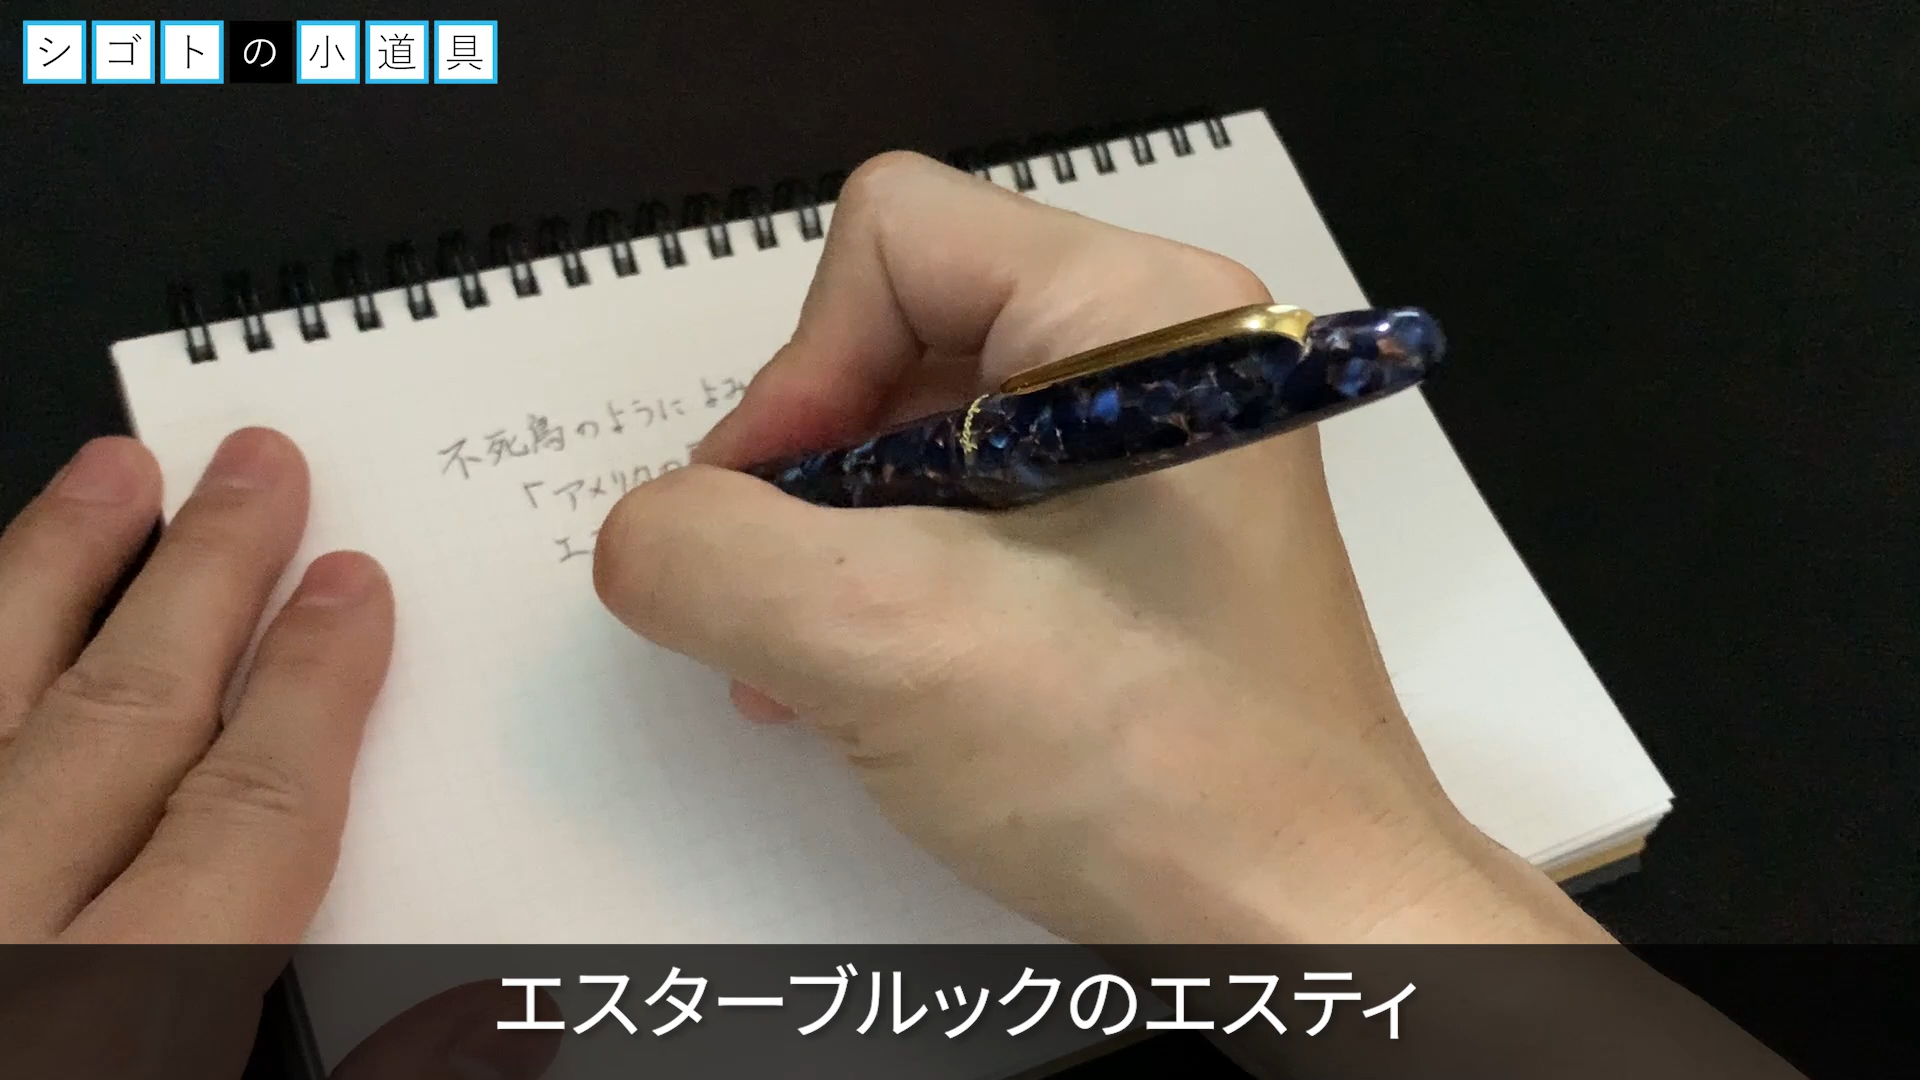 シゴトの小道具
不死鳥のように よみ
「アメリカの
エ
エスターブルックのエスティ